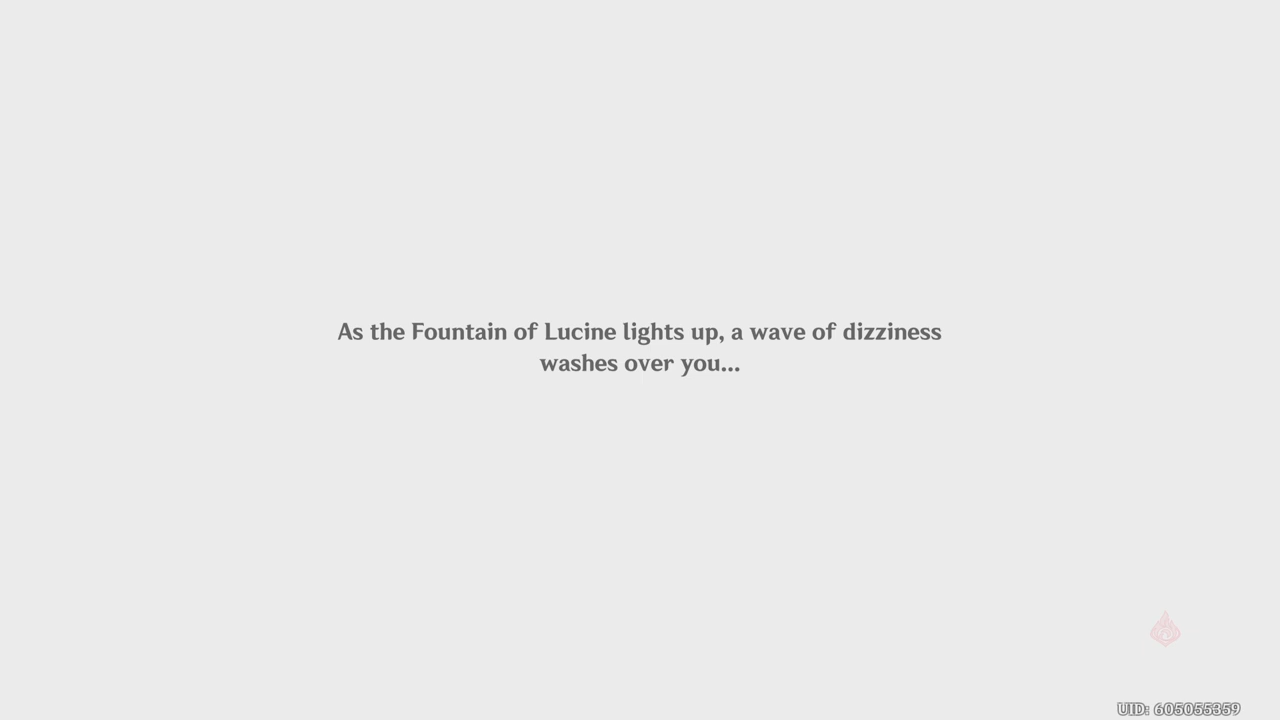 As the Fountain of Lucine lights up, a wave of dizziness
washes over you...
UID: 605055359